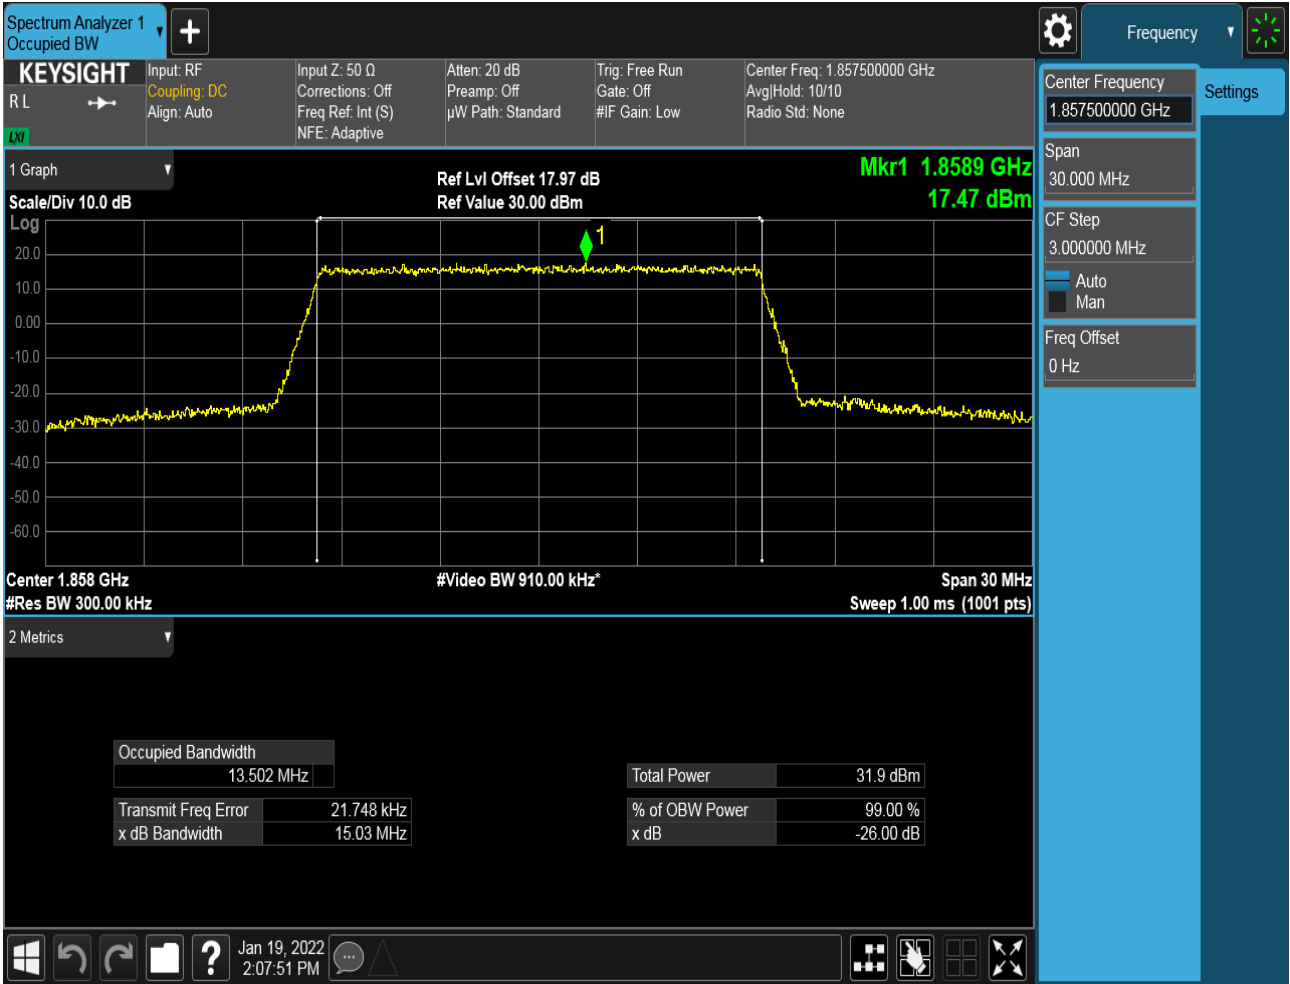 Spectrum Analyzer 1
Occupied BW
Frequency
KEYSIGHT
R L
LXI
Input: RF
Coupling: DC
Align: Auto
Input Z: 50 Ω
Corrections: Off
Freq Ref: Int (S)
NFE: Adaptive
Atten: 20 dB
Preamp: Off
µW Path: Standard
Trig: Free Run
Gate: Off
#IF Gain: Low
Center Freq: 1.857500000 GHz
Avg|Hold: 10/10
Radio Std: None
Center Frequency
1.857500000 GHz
Settings
Span
30.000 MHz
CF Step
3.000000 MHz
Auto
Man
Freq Offset
0 Hz
1 Graph
Scale/Div 10.0 dB
Ref Lvl Offset 17.97 dB
Ref Value 30.00 dBm
Mkr1 1.8589 GHz
17.47 dBm
Log
1
20.0
10.0
0.00
-10.0
-20.0
-30.0
-40.0
-50.0
-60.0
Center 1.858 GHz
#Video BW 910.00 kHz*
Span 30 MHz
#Res BW 300.00 kHz
Sweep 1.00 ms (1001 pts)
2 Metrics
Occupied Bandwidth
13.502 MHz
Total Power 31.9 dBm
Transmit Freq Error 21.748 kHz
% of OBW Power 99.00 %
x dB Bandwidth 15.03 MHz
x dB -26.00 dB
?
Jan 19, 2022
2:07:51 PM